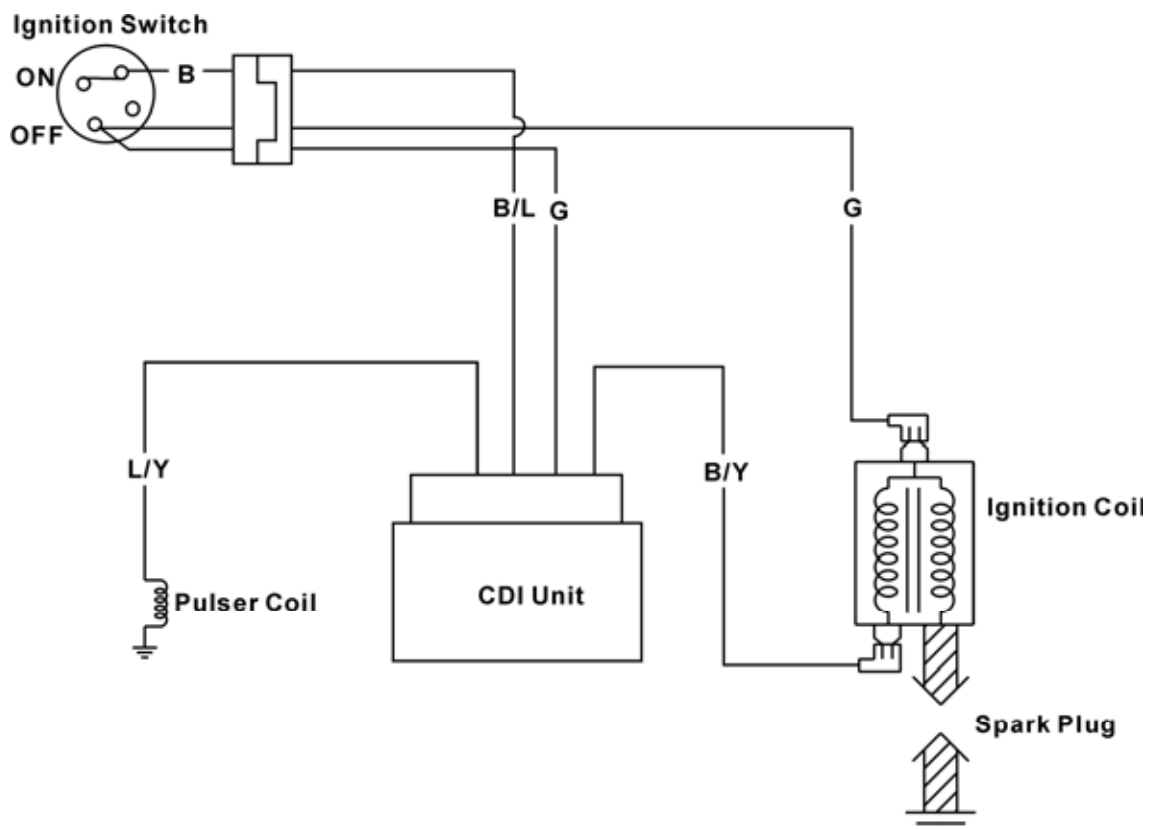 Ignition Switch
ON
B
OFF
B/L
G
G
L/Y
B/Y
Ignition Coil
Pulser Coil
CDI Unit
Spark Plug